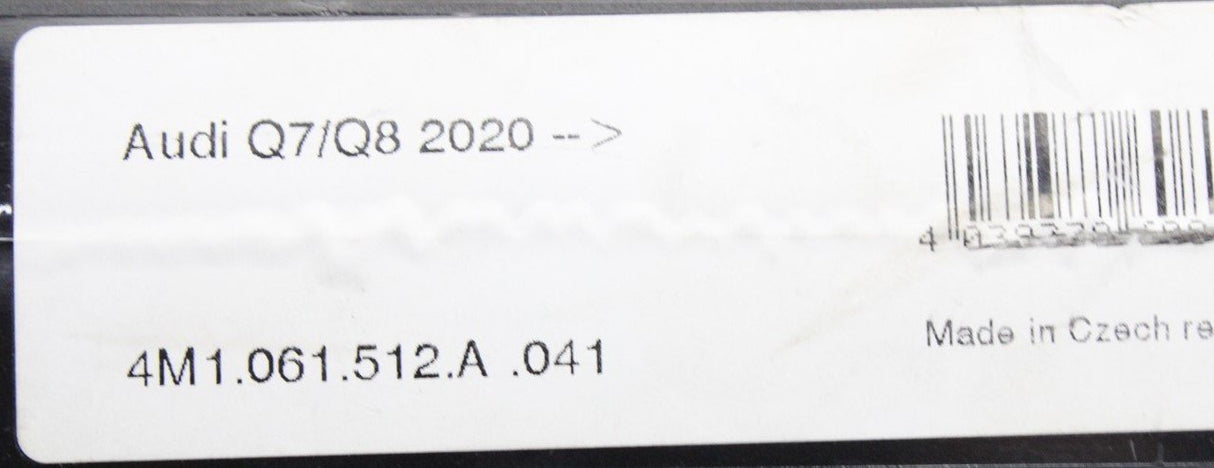 Audi Q7/Q8 2020 -->
4M1.061.512.A .041
Made in Czech re